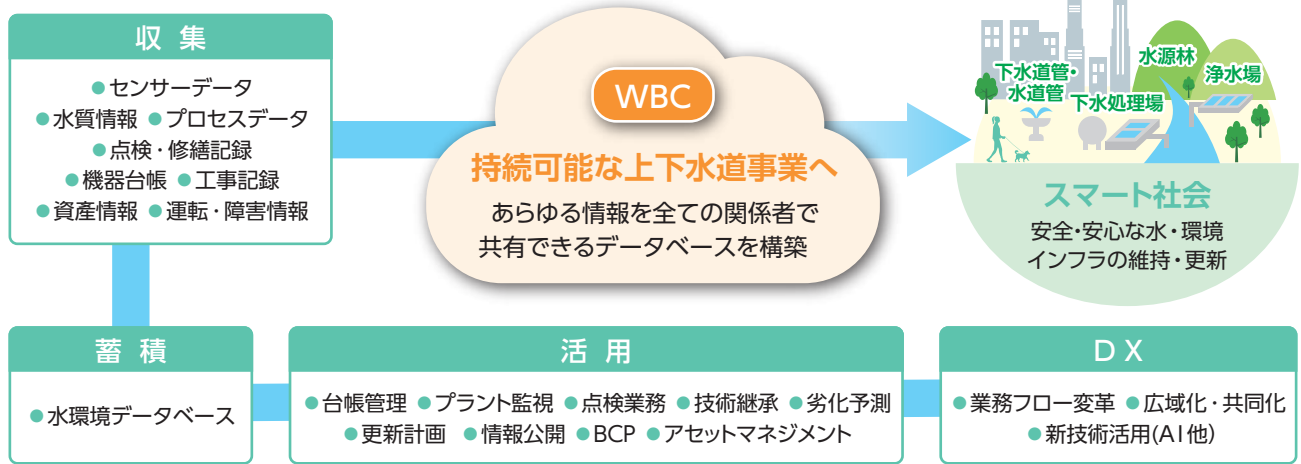 収集
●センサーデータ
●水質情報 ●プロセスデータ
●点検・修繕記録
●機器台帳 ●工事記録
●資産情報 ●運転・障害情報
WBC
持続可能な上下水道事業へ
あらゆる情報を全ての関係者で
共有できるデータベースを構築
下水道管・
水道管
下水処理場
水源林
浄水場
スマート社会
安全・安心な水・環境
インフラの維持・更新
蓄積
●水環境データベース
活用
●台帳管理 ●プラント監視 ●点検業務 ●技術継承 ●劣化予測
●更新計画 ●情報公開 ●BCP ●アセットマネジメント
DX
●業務フロー変革 ●広域化・共同化
●新技術活用(AI他)